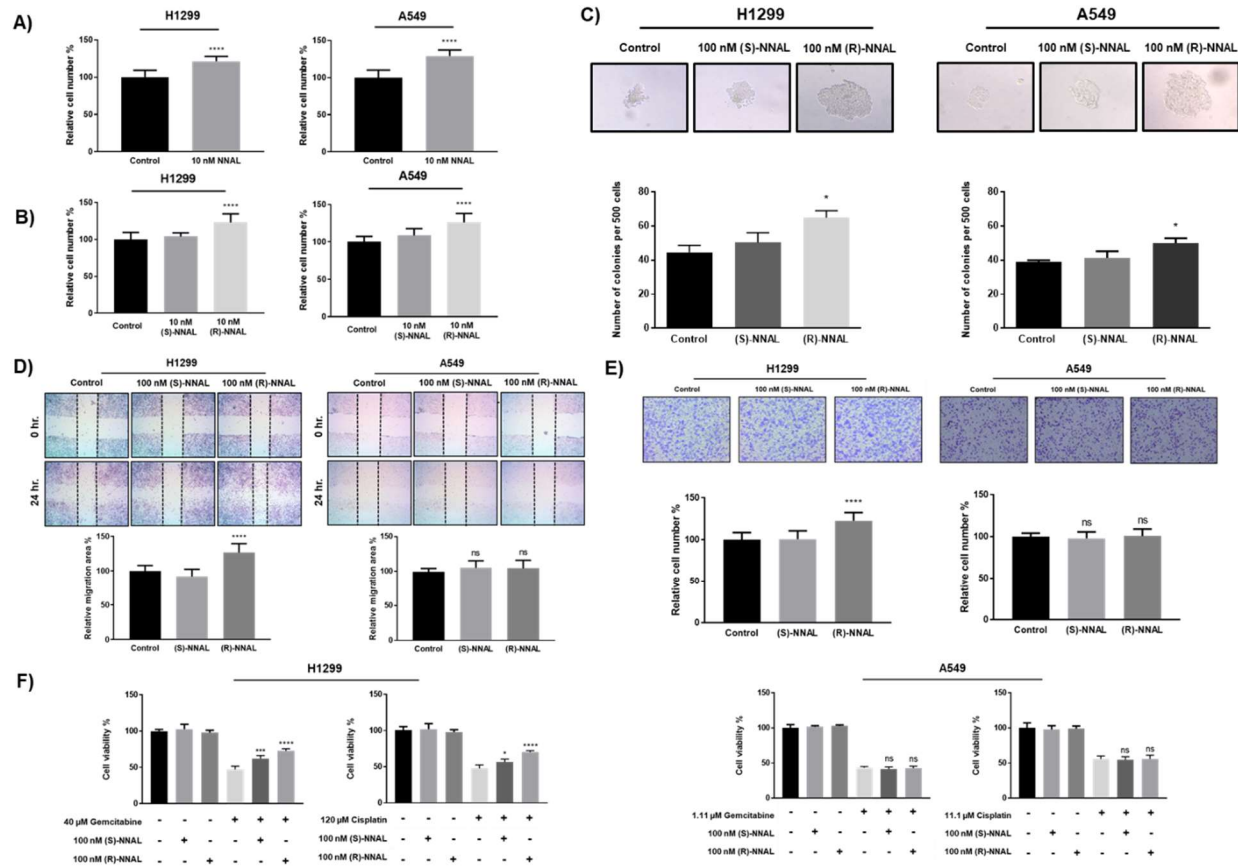 A)
H1299
A549
Relative cell number %
150
100
50
0
****
Control
10 nM NNAL
Relative cell number %
150
100
50
0
****
Control
10 nM NNAL
B)
H1299
A549
Relative cell number %
150
100
50
0
****
Control
10 nM
(S)-NNAL
10 nM
(R)-NNAL
Relative cell number %
150
100
50
0
****
Control
10 nM
(S)-NNAL
10 nM
(R)-NNAL
C)
H1299
A549
Control
100 nM (S)-NNAL
100 nM (R)-NNAL
Control
100 nM (S)-NNAL
100 nM (R)-NNAL
Number of colonies per 500 cells
80
60
40
20
0
*
Control
(S)-NNAL
(R)-NNAL
Number of colonies per 500 cells
80
60
40
20
0
*
Control
(S)-NNAL
(R)-NNAL
D)
H1299
A549
Control
100 nM (S)-NNAL
100 nM (R)-NNAL
Control
100 nM (S)-NNAL
100 nM (R)-NNAL
0 hr.
24 hr.
0 hr.
24 hr.
Relative migration area %
150
100
50
0
****
Control
(S)-NNAL
(R)-NNAL
Relative migration area %
150
100
50
0
ns
ns
Control
(S)-NNAL
(R)-NNAL
E)
H1299
A549
Control
100 nM (S)-NNAL
100 nM (R)-NNAL
Control
100 nM (S)-NNAL
100 nM (R)-NNAL
Relative cell number %
150
100
50
0
****
Control
(S)-NNAL
(R)-NNAL
Relative cell number %
150
100
50
0
ns
ns
Control
(S)-NNAL
(R)-NNAL
F)
H1299
Cell viability %
150
100
50
0
***
****
40 µM Gemcitabine - - - + + +
100 nM (S)-NNAL - + - - + -
100 nM (R)-NNAL - - + - - +
Cell viability %
150
100
50
0
*
****
120 µM Cisplatin - - - + + +
100 nM (S)-NNAL - + - - + -
100 nM (R)-NNAL - - + - - +
A549
Cell viability %
150
100
50
0
ns
ns
1.11 µM Gemcitabine - - - + + +
100 nM (S)-NNAL - + - - + -
100 nM (R)-NNAL - - + - - +
Cell viability %
150
100
50
0
ns
ns
11.1 µM Cisplatin - - - + + +
100 nM (S)-NNAL - + - - + -
100 nM (R)-NNAL - - + - - +